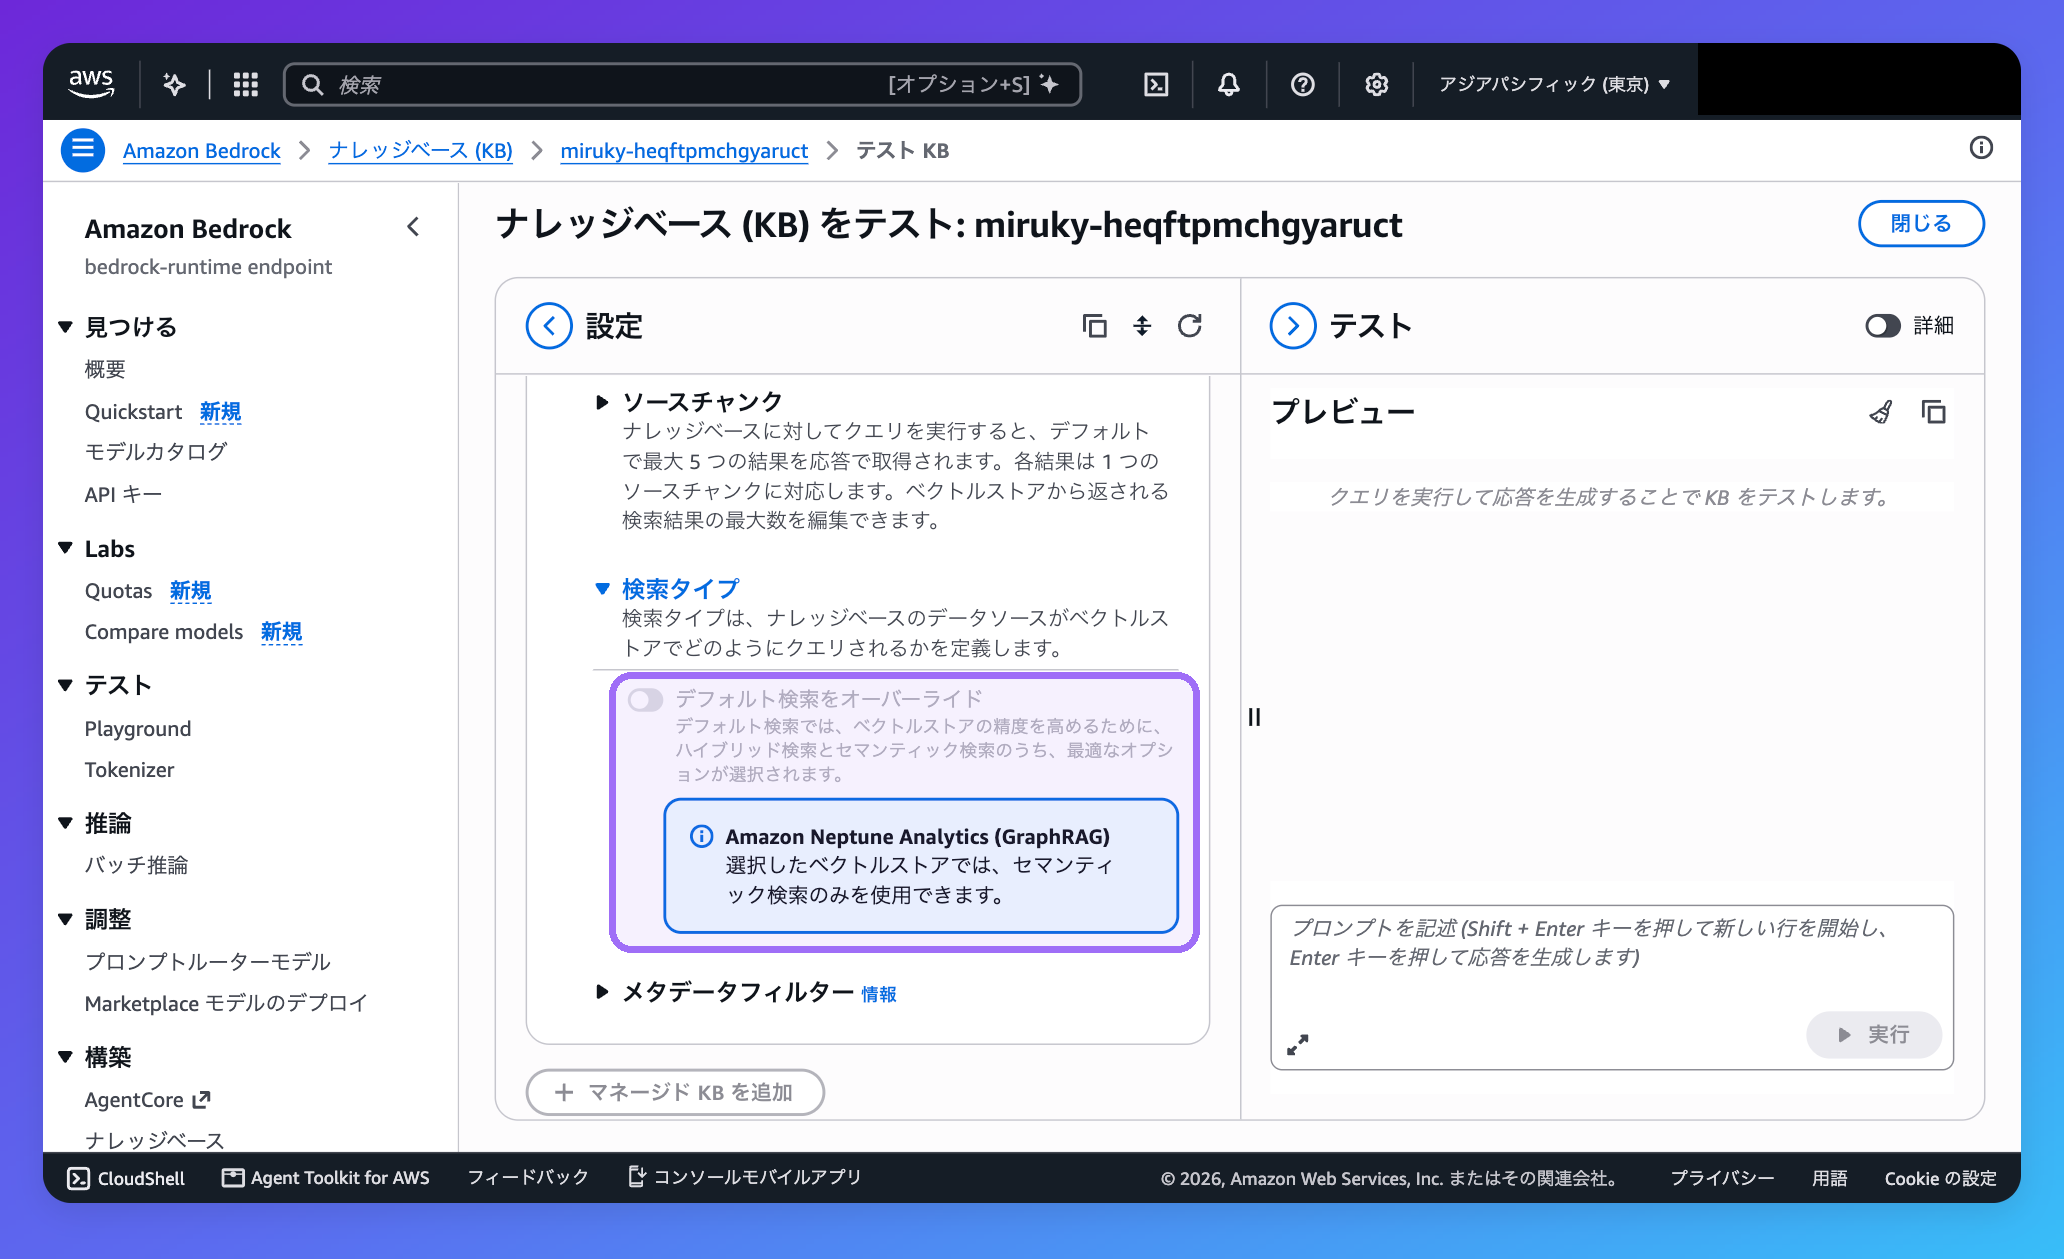 aws
検索
[オプション+S]
アジアパシフィック (東京) ▼
Amazon Bedrock
ナレッジベース (KB)
miruky-heqftpmchgyaruct
テスト KB
Amazon Bedrock
bedrock-runtime endpoint
見つける
概要
Quickstart 新規
モデルカタログ
API キー
Labs
Quotas 新規
Compare models 新規
テスト
Playground
Tokenizer
推論
バッチ推論
調整
プロンプトルーターモデル
Marketplace モデルのデプロイ
構築
AgentCore
ナレッジベース
ナレッジベース (KB) をテスト: miruky-heqftpmchgyaruct
閉じる
設定
ソースチャンク
ナレッジベースに対してクエリを実行すると、デフォルト
で最大 5 つの結果を応答で取得されます。各結果は 1 つの
ソースチャンクに対応します。ベクトルストアから返される
検索結果の最大数を編集できます。
検索タイプ
検索タイプは、ナレッジベースのデータソースがベクトルス
トアでどのようにクエリされるかを定義します。
デフォルト検索をオーバーライド
デフォルト検索では、ベクトルストアの精度を高めるために、
ハイブリッド検索とセマンティック検索のうち、最適なオプシ
ョンが選択されます。
Amazon Neptune Analytics (GraphRAG)
選択したベクトルストアでは、セマンティ
ック検索のみを使用できます。
メタデータフィルター 情報
マネージド KB を追加
テスト
詳細
プレビュー
クエリを実行して応答を生成することで KB をテストします。
プロンプトを記述 (Shift + Enter キーを押して新しい行を開始し、
Enter キーを押して応答を生成します)
実行
CloudShell
Agent Toolkit for AWS
フィードバック
コンソールモバイルアプリ
© 2026, Amazon Web Services, Inc. またはその関連会社。
プライバシー
用語
Cookie の設定